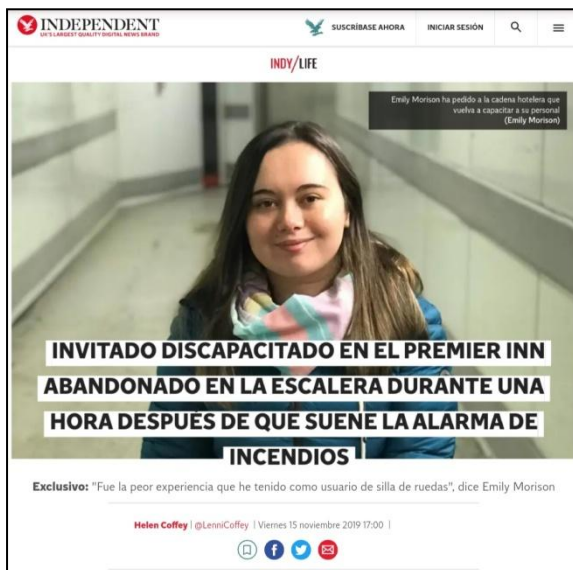 INDEPENDENT
UK'S LARGEST QUALITY DIGITAL NEWS BRAND
SUSCRÍBASE AHORA
INICIAR SESIÓN
INDY/LIFE
Emily Morison ha pedido a la cadena hotelera que
vuelva a capacitar a su personal
(Emily Morison)
INVITADO DISCAPACITADO EN EL PREMIER INN
ABANDONADO EN LA ESCALERA DURANTE UNA
HORA DESPUÉS DE QUE SUENE LA ALARMA DE
INCENDIOS
Exclusivo: "Fue la peor experiencia que he tenido como usuario de silla de ruedas", dice Emily Morison
Helen Coffey | @LenniCoffey | Viernes 15 noviembre 2019 17:00 |